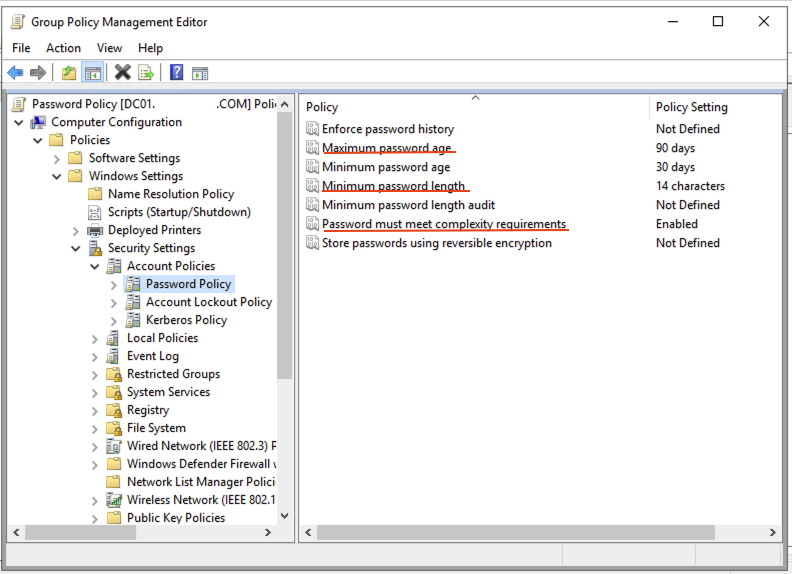 Group Policy Management Editor
File Action View Help
Password Policy [DC01. .COM] Poli
Computer Configuration
Policies
Software Settings
Windows Settings
Name Resolution Policy
Scripts (Startup/Shutdown)
Deployed Printers
Security Settings
Account Policies
Password Policy
Account Lockout Policy
Kerberos Policy
Local Policies
Event Log
Restricted Groups
System Services
Registry
File System
Wired Network (IEEE 802.3) P
Windows Defender Firewall
Network List Manager Polici
Wireless Network (IEEE 802.1
Public Key Policies
Policy Policy Setting
Enforce password history Not Defined
Maximum password age 90 days
Minimum password age 30 days
Minimum password length 14 characters
Minimum password length audit Not Defined
Password must meet complexity requirements Enabled
Store passwords using reversible encryption Not Defined